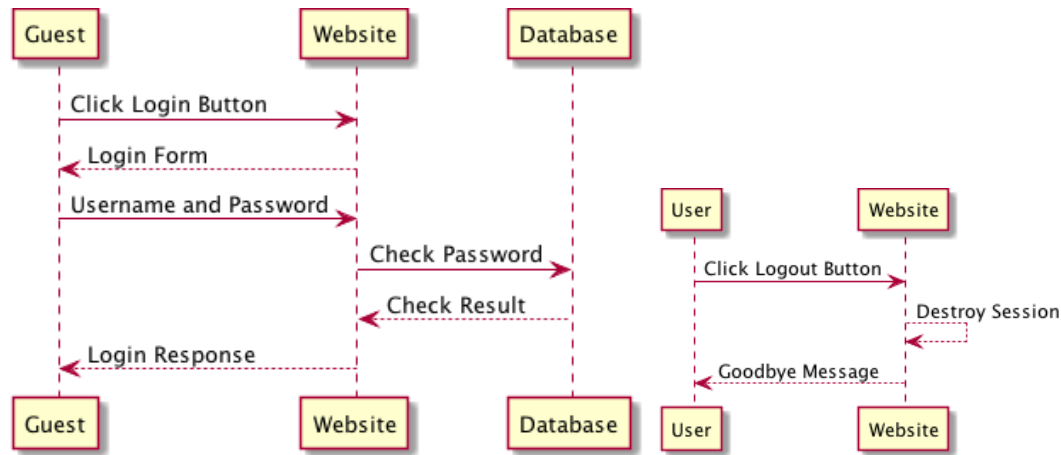 Guest Website Database
Click Login Button
Login Form
Username and Password
Check Password
Check Result
Login Response
Guest Website Database
User Website
Click Logout Button
Destroy Session
Goodbye Message
User Website